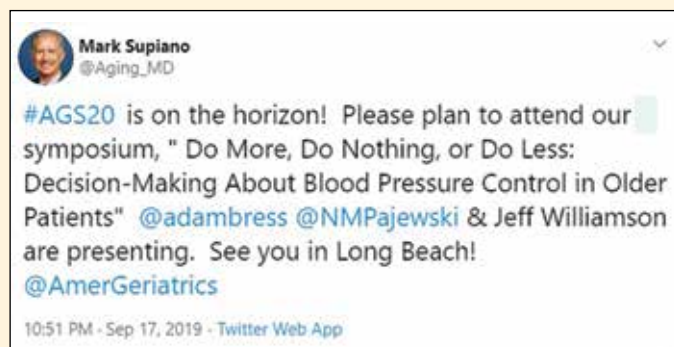 Mark Supiano
@Aging_MD
#AGS20 is on the horizon! Please plan to attend our
symposium, " Do More, Do Nothing, or Do Less:
Decision-Making About Blood Pressure Control in Older
Patients" @adambress @NMPajewski & Jeff Williamson
are presenting. See you in Long Beach!
@AmerGeriatrics
10:51 PM - Sep 17, 2019 - Twitter Web App